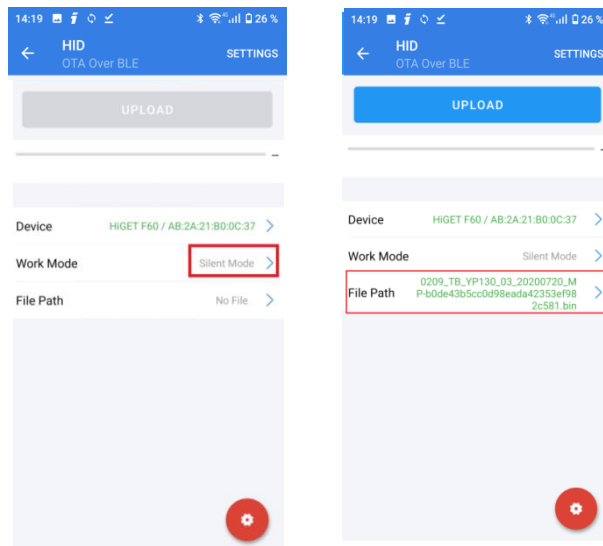 14:19 26 %
HID
OTA Over BLE
SETTINGS
UPLOAD
--
Device HiGET F60 / AB:2A:21:B0:0C:37
Work Mode Silent Mode
File Path No File
14:19 26 %
HID
OTA Over BLE
SETTINGS
UPLOAD
Device HiGET F60 / AB:2A:21:B0:0C:37
Work Mode Silent Mode
File Path
0209_TB_YP130_03_20200720_M
P-b0de43b5cc0d98eada42353ef98
2c581.bin